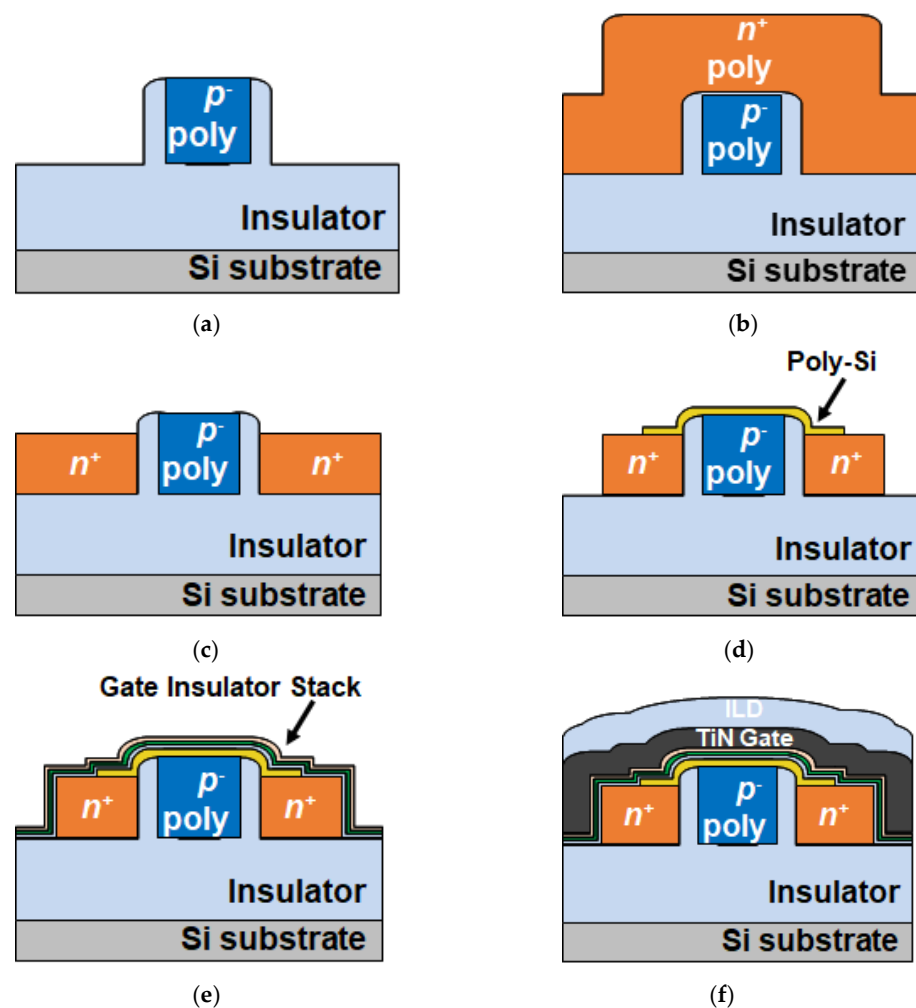 p-
poly
Insulator
Si substrate
(a)
n+
poly
p-
poly
Insulator
Si substrate
(b)
n+
p-
poly
n+
Insulator
Si substrate
(c)
Poly-Si
n+
p-
poly
n+
Insulator
Si substrate
(d)
Gate Insulator Stack
n+
p-
poly
n+
Insulator
Si substrate
(e)
ILD
TiN Gate
n+
p-
poly
n+
Insulator
Si substrate
(f)